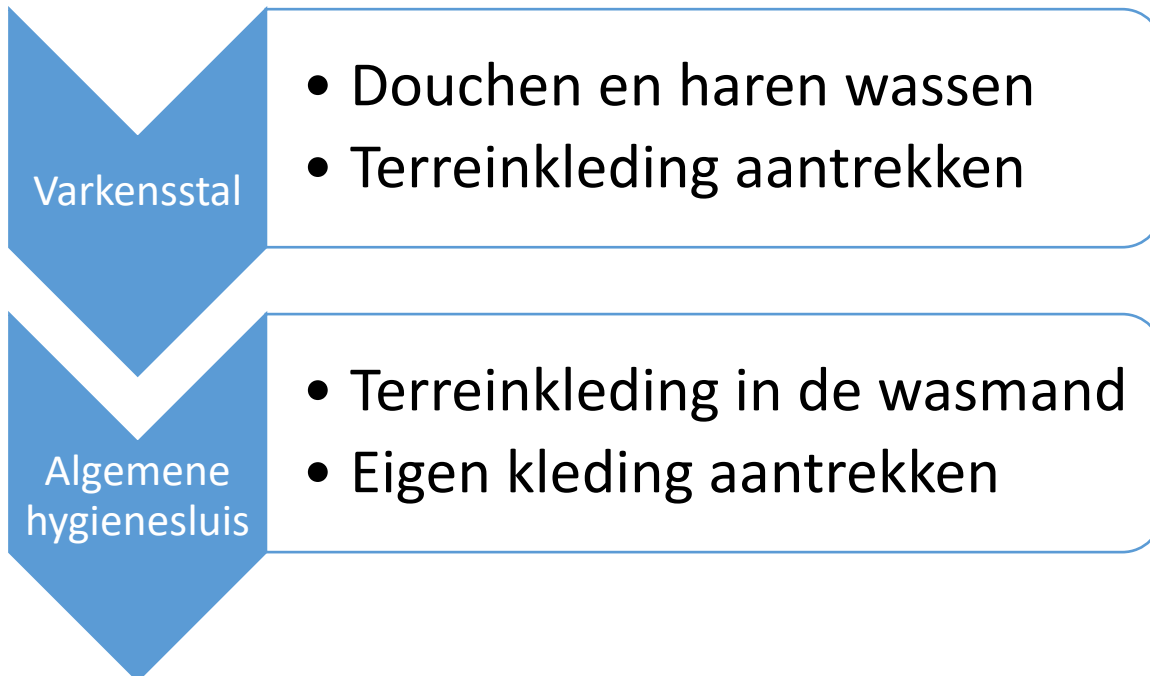 Varkensstal
• Douchen en haren wassen
• Terreinkleding aantrekken
Algemene
hygienesluis
• Terreinkleding in de wasmand
• Eigen kleding aantrekken